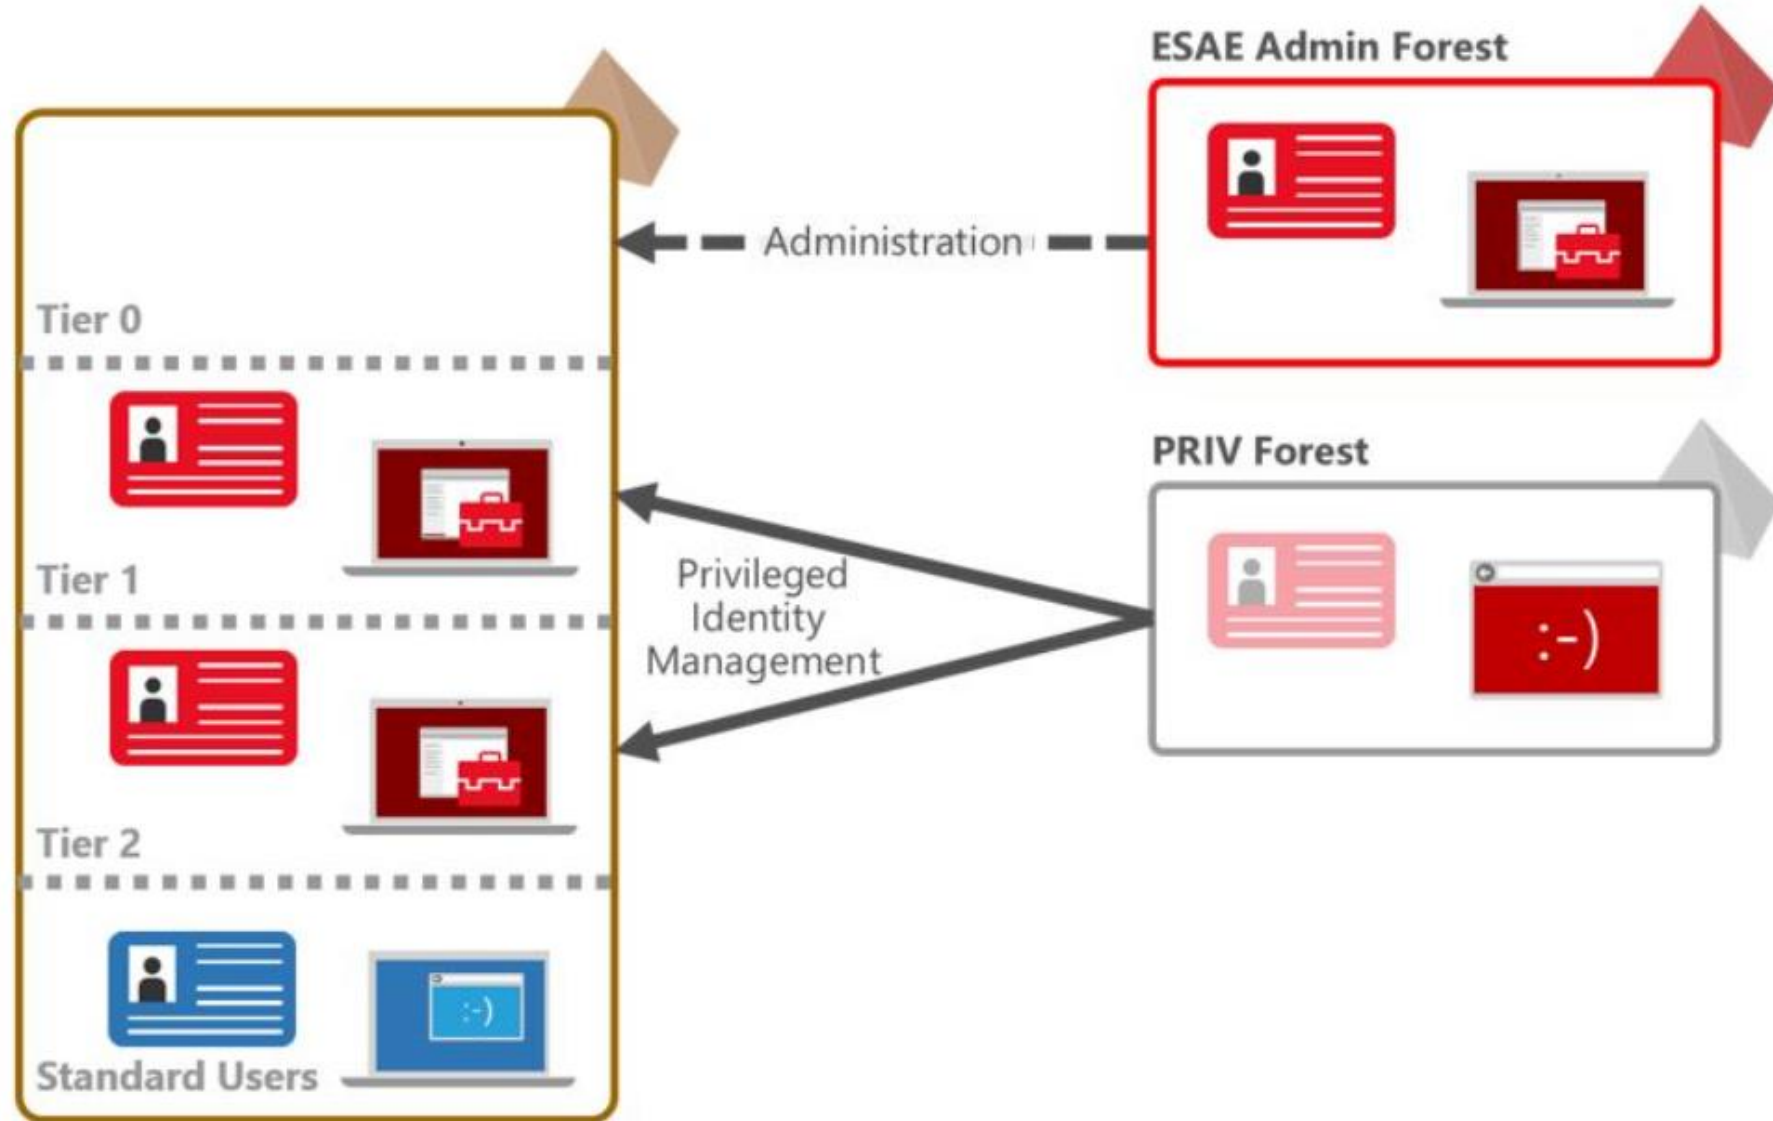 ESAE Admin Forest
Administration
Tier 0
PRIV Forest
Tier 1
Privileged
Identity
Management
:-)
Tier 2
:-)
Standard Users